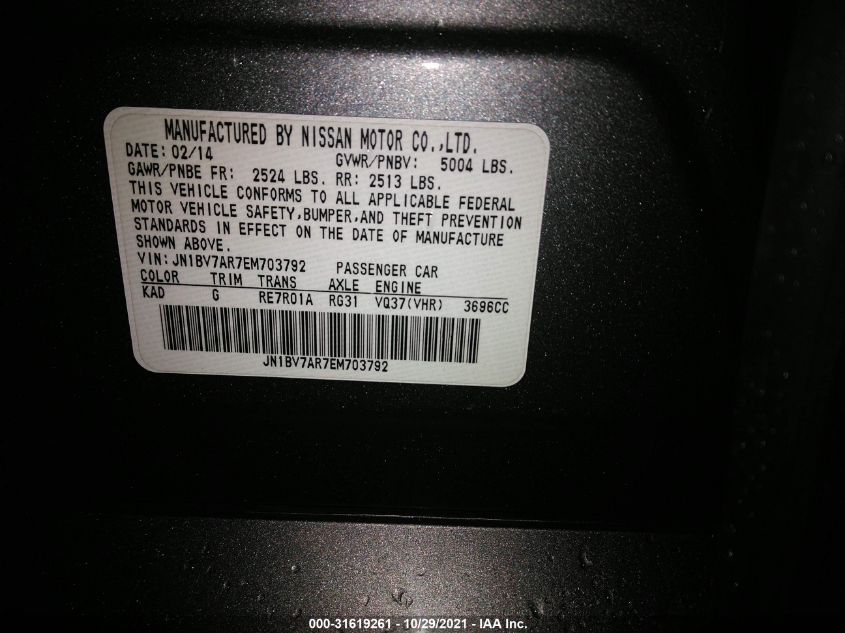 MANUFACTURED BY NISSAN MOTOR CO.,LTD.
DATE: 02/14 GVWR/PNBV: 5004 LBS.
GAWR/PNBE FR: 2524 LBS. RR: 2513 LBS.
THIS VEHICLE CONFORMS TO ALL APPLICABLE FEDERAL
MOTOR VEHICLE SAFETY,BUMPER,AND THEFT PREVENTION
STANDARDS IN EFFECT ON THE DATE OF MANUFACTURE
SHOWN ABOVE.
VIN: JN1BV7AR7EM703792 PASSENGER CAR
COLOR TRIM TRANS AXLE ENGINE
KAD G RE7R01A RG31 VQ37(VHR) 3696CC
JN1BV7AR7EM703792
000-31619261 - 10/29/2021 - IAA Inc.